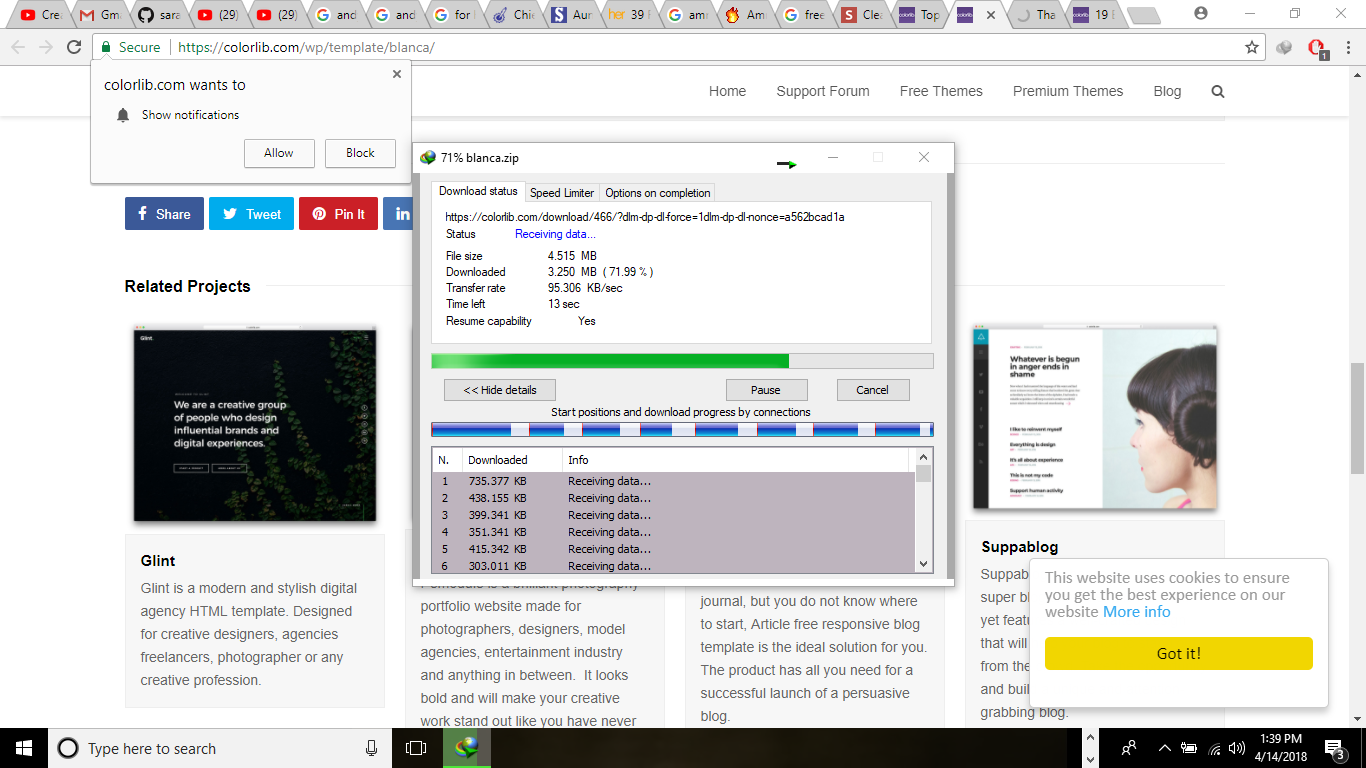 Cre
Gm
sara
(29)
(29)
and
and
for
Chie
Aur
her 39
amr
Am
free
Clea
Top
Tha
19
Secure
https://colorlib.com/wp/template/blanca/
1
colorlib.com wants to
Show notifications
Allow
Block
Home
Support Forum
Free Themes
Premium Themes
Blog
Share
Tweet
Pin It
in
71% blanca.zip
Download status
Speed Limiter
Options on completion
https://colorlib.com/download/466/?dlm-dp-dl-force=1dlm-dp-dl-nonce=a562bcad1a
Status Receiving data...
File size 4.515 MB
Downloaded 3.250 MB ( 71.99 % )
Transfer rate 95.306 KB/sec
Time left 13 sec
Resume capability Yes
<< Hide details
Pause
Cancel
Start positions and download progress by connections
N. Downloaded Info
1 735.377 KB Receiving data...
2 438.155 KB Receiving data...
3 399.341 KB Receiving data...
4 351.341 KB Receiving data...
5 415.342 KB Receiving data...
6 303.011 KB Receiving data...
Related Projects
Glint.
We are a creative group
of people who design
influential brands and
digital experiences.
Glint
Glint is a modern and stylish digital
agency HTML template. Designed
for creative designers, agencies
freelancers, photographer or any
creative profession.
portfolio website made for
photographers, designers, model
agencies, entertainment industry
and anything in between. It looks
bold and will make your creative
work stand out like you have never
journal, but you do not know where
to start, Article free responsive blog
template is the ideal solution for you.
The product has all you need for a
successful launch of a persuasive
blog.
Whatever is begun
in anger ends in
shame
I like to reinvent myself
Everything is design
It's all about experience
This is not my code
Support human activity
Suppablog
Suppab
super bl
yet featu
that will
from the
and buil
grabbing blog.
This website uses cookies to ensure
you get the best experience on our
website More info
Got it!
Type here to search
1:39 PM
4/14/2018
3